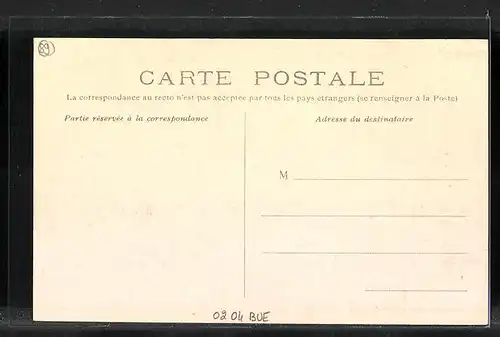 89
CARTE POSTALE
La correspondance au recto n'est pas acceptée par tous les pays étrangers (se renseigner à la Poste)
Partie réservée à la correspondance
Adresse du destinataire
M
02 04 BUE